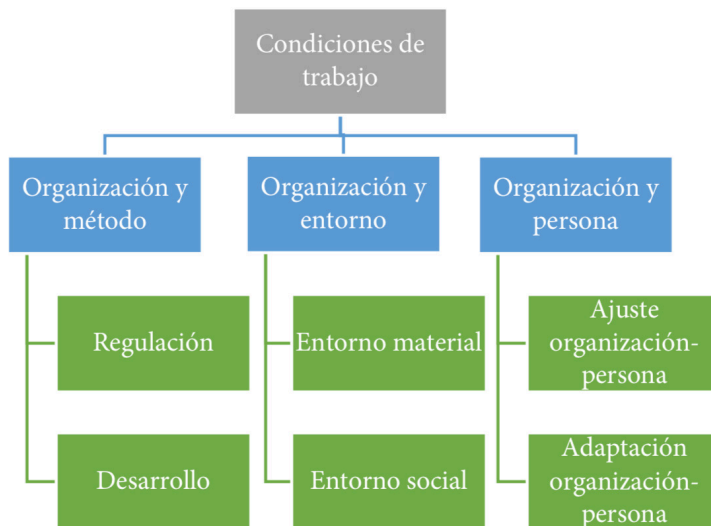 Condiciones de
trabajo
Organización y
método
Organización y
entorno
Organización y
persona
Regulación
Entorno material
Ajuste
organización-
persona
Desarrollo
Entorno social
Adaptación
organización-
persona